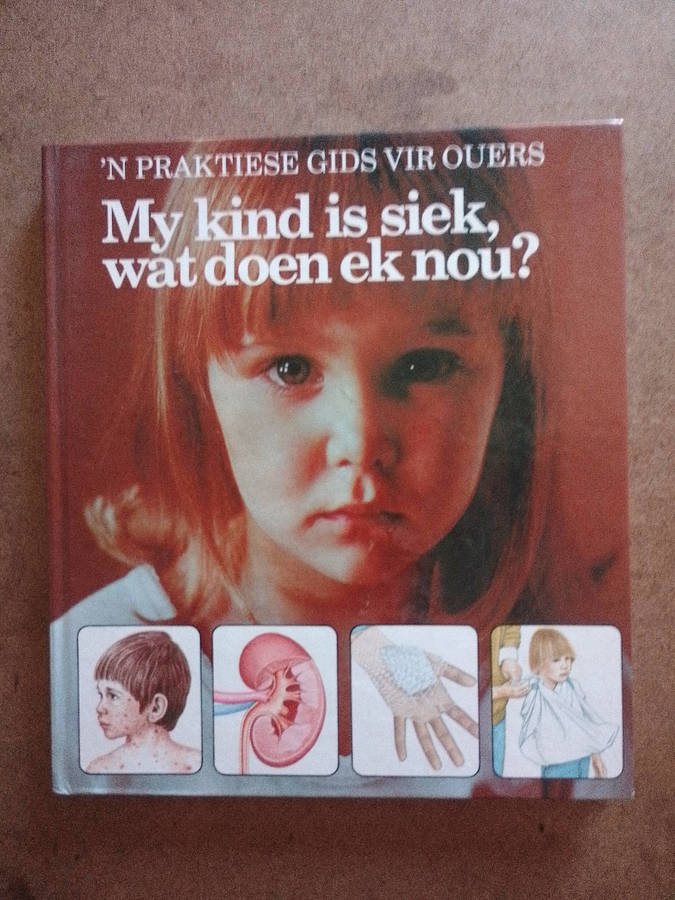 'N PRAKTIESE GIDS VIR OUERS
My kind is siek,
wat doen ek nou?